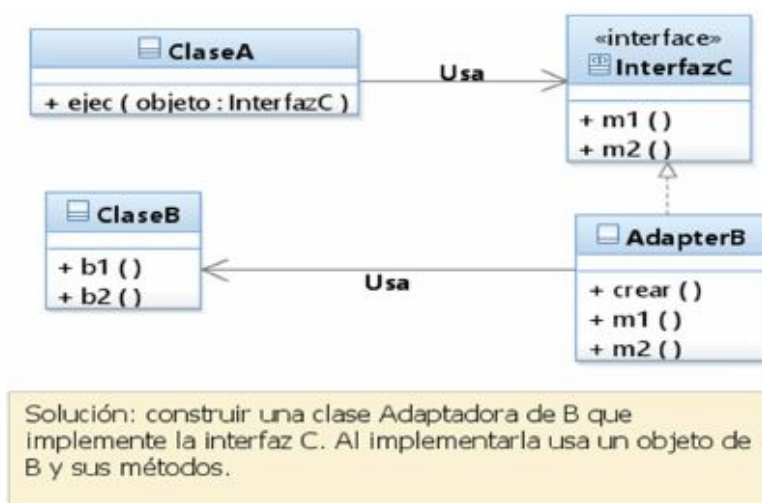 ClaseA
+ ejec ( objeto : InterfazC )
Usa
«interface»
InterfazC
+ m1 ()
+ m2 ()
ClaseB
+ b1 ()
+ b2 ()
Usa
AdapterB
+ crear ()
+ m1 ()
+ m2 ()
Solución: construir una clase Adaptadora de B que
implemente la interfaz C. Al implementarla usa un objeto de
B y sus métodos.